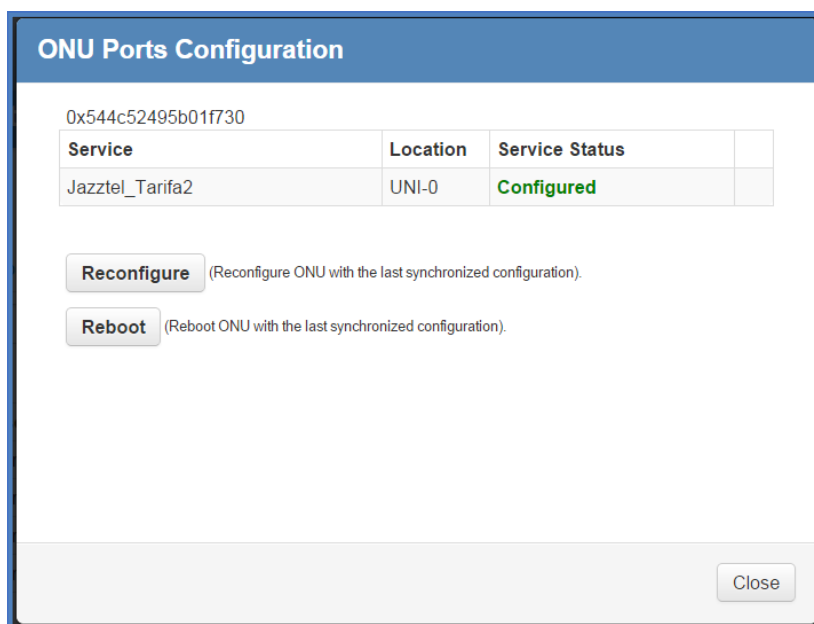 ONU Ports Configuration
0x544c52495b01f730
Service Location Service Status
Jazztel_Tarifa2 UNI-0 Configured
Reconfigure (Reconfigure ONU with the last synchronized configuration).
Reboot (Reboot ONU with the last synchronized configuration).
Close